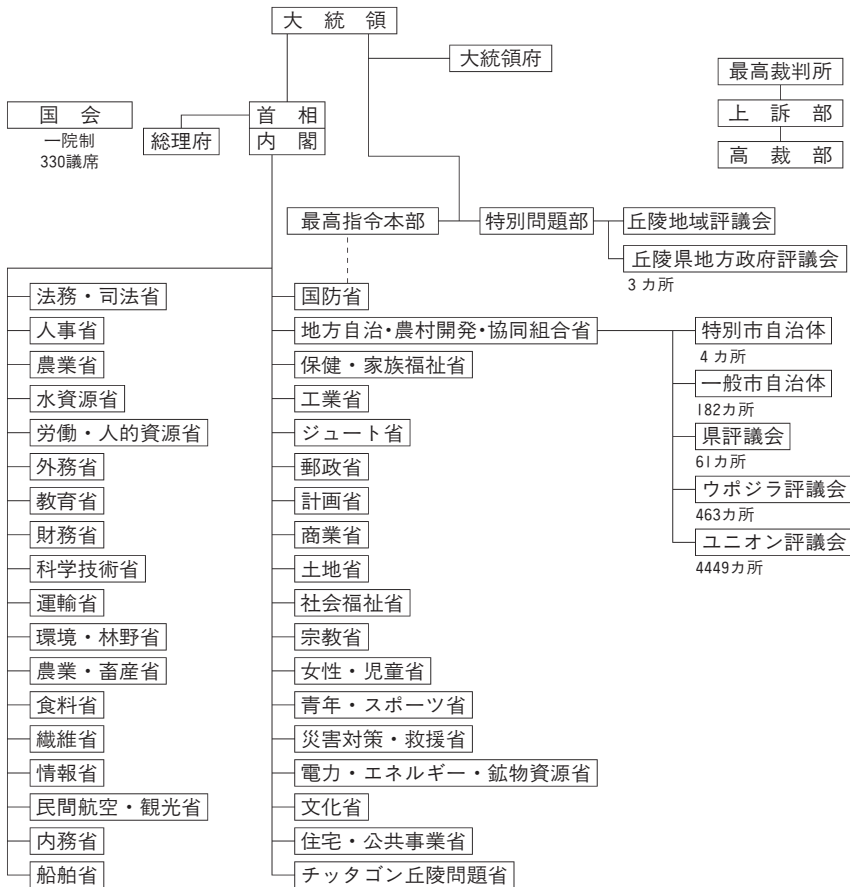 大統領
大統領府
最高裁判所
上訴部
高裁部
国会
一院制
330議席
総理府
首相
内閣
最高指令本部
特別問題部
丘陵地域評議会
丘陵県地方政府評議会
3カ所
法務・司法省
人事省
農業省
水資源省
労働・人的資源省
外務省
教育省
財務省
科学技術省
運輸省
環境・林野省
農業・畜産省
食料省
繊維省
情報省
民間航空・観光省
内務省
船舶省
国防省
地方自治・農村開発・協同組合省
保健・家族福祉省
工業省
ジュート省
郵政省
計画省
商業省
土地省
社会福祉省
宗教省
女性・児童省
青年・スポーツ省
災害対策・救援省
電力・エネルギー・鉱物資源省
文化省
住宅・公共事業省
チッタゴン丘陵問題省
特別市自治体
4カ所
一般市自治体
182カ所
県評議会
61カ所
ウポジラ評議会
463カ所
ユニオン評議会
4449カ所